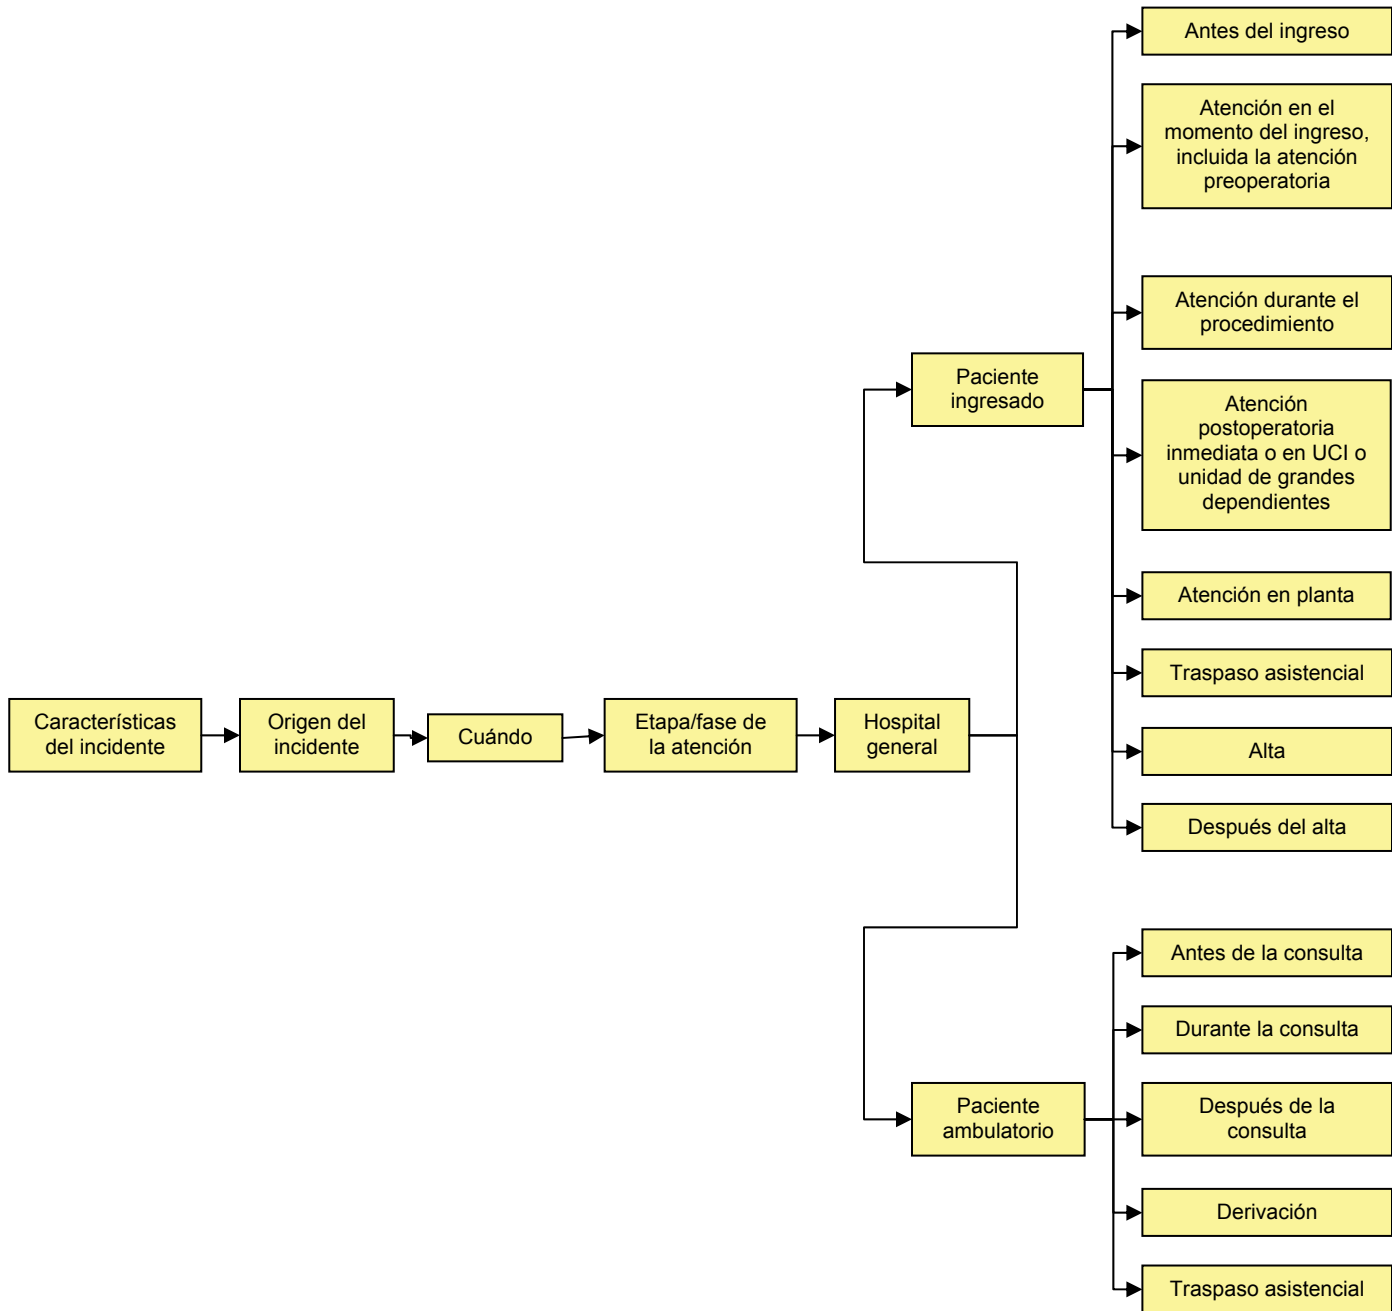 Antes del ingreso
Atención en el
momento del ingreso,
incluida la atención
preoperatoria
Atención durante el
procedimiento
Paciente
ingresado
Atención
postoperatoria
inmediata o en UCI o
unidad de grandes
dependientes
Atención en planta
Traspaso asistencial
Características
del incidente
Origen del
incidente
Cuándo
Etapa/fase de
la atención
Hospital
general
Alta
Después del alta
Antes de la consulta
Durante la consulta
Paciente
ambulatorio
Después de la
consulta
Derivación
Traspaso asistencial